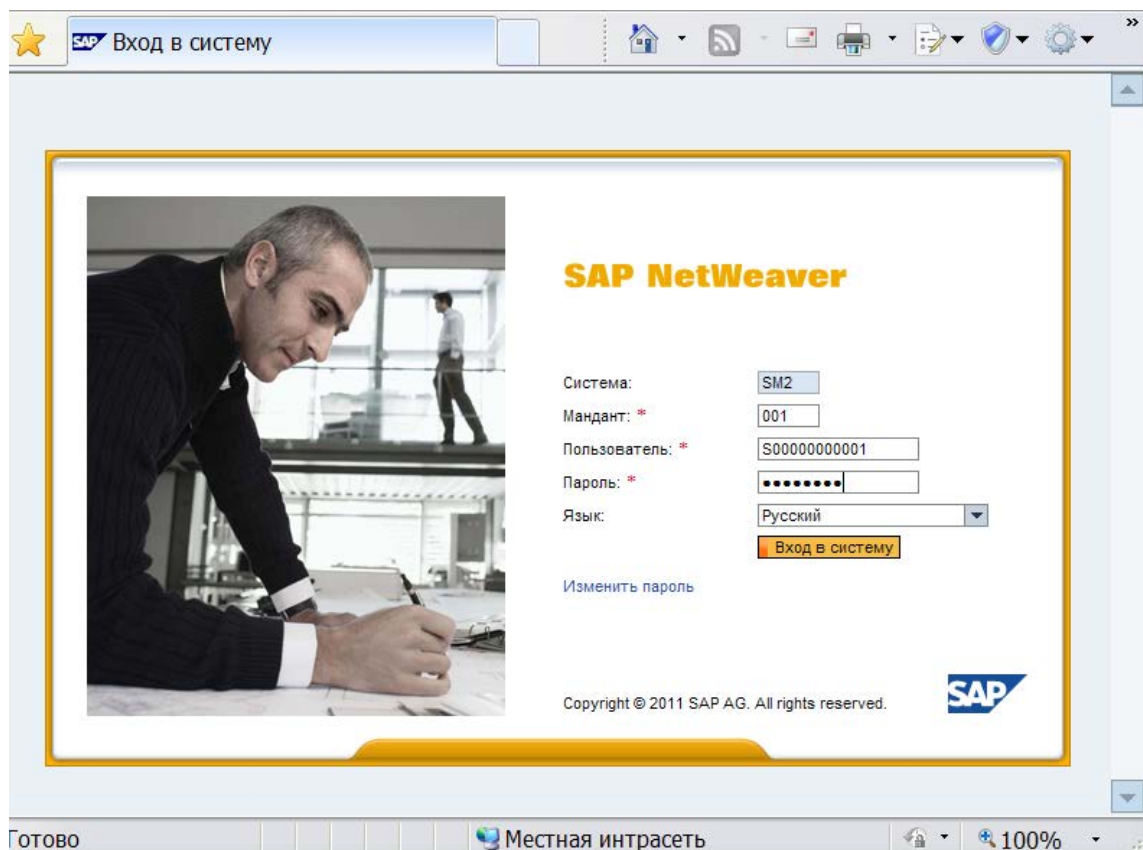 SAP Вход в систему
»
SAP NetWeaver
Система: SM2
Мандант: * 001
Пользователь: * S00000000001
Пароль: * ••••••••
Язык: Русский
Вход в систему
Изменить пароль
Copyright © 2011 SAP AG. All rights reserved.
SAP
Готово Местная интрасеть 100%